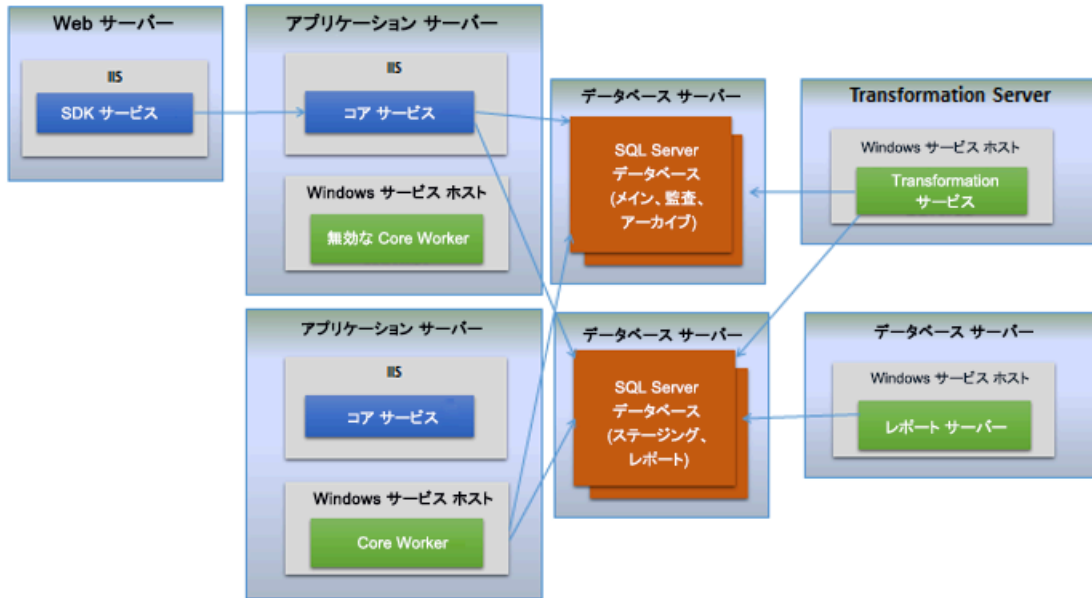 Web サーバー
IIS
SDK サービス
アプリケーション サーバー
IIS
コア サービス
Windows サービス ホスト
無効な Core Worker
データベース サーバー
SQL Server
データベース
(メイン、監査、
アーカイブ)
Transformation Server
Windows サービス ホスト
Transformation
サービス
アプリケーション サーバー
IIS
コア サービス
Windows サービス ホスト
Core Worker
データベース サーバー
SQL Server
データベース
(ステージング、
レポート)
データベース サーバー
Windows サービス ホスト
レポート サーバー